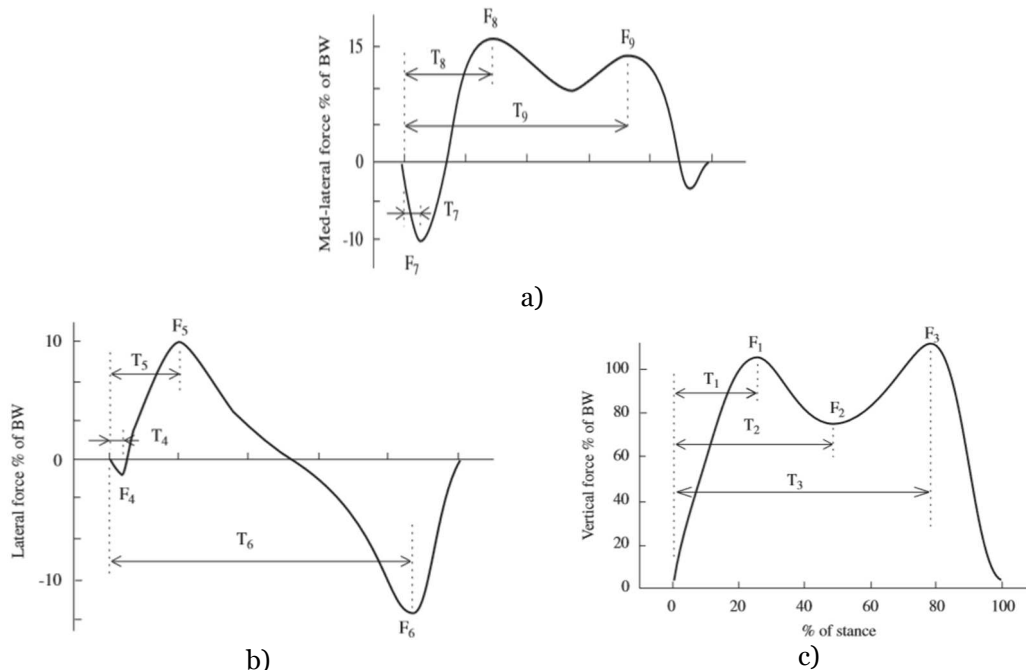 Med-lateral force % of BW
15
0
-10
F8
F9
T8
T9
T7
F7
a)
Lateral force % of BW
10
0
-10
F5
T5
T4
F4
T6
F6
b)
Vertical force % of BW
100
80
60
40
20
0
F1
F3
T1
F2
T2
T3
0 20 40 60 80 100
% of stance
c)